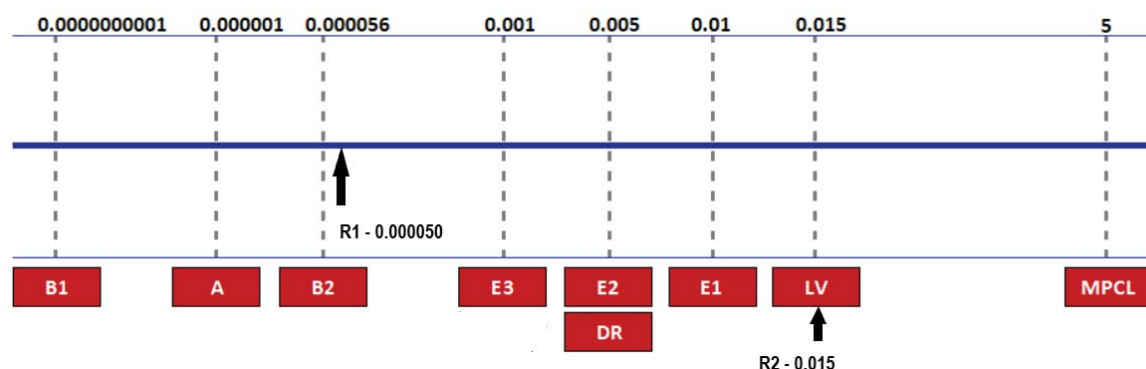 0.0000000001 0.000001 0.000056 0.001 0.005 0.01 0.015 5
R1 - 0.000050
B1 A B2 E3 E2 E1 LV MPCL
DR
R2 - 0.015